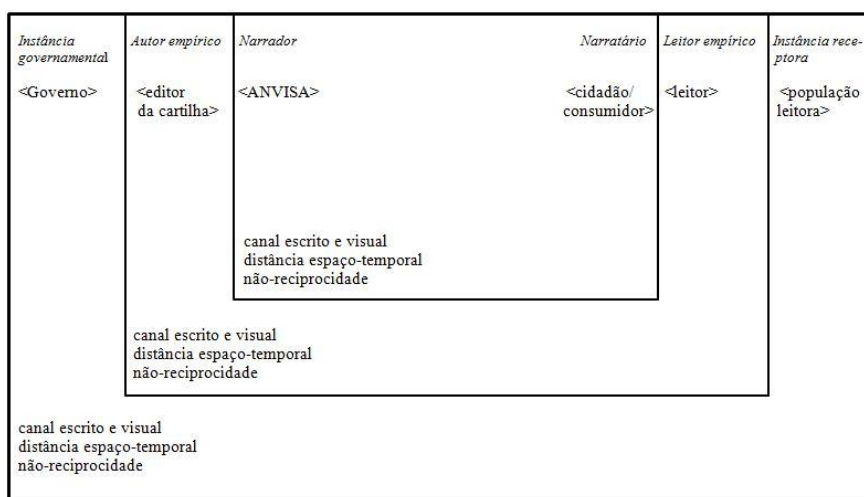 Instância governamental
Autor empírico
Narrador
Narratário
Leitor empírico
Instância rece-
ptora
<Governo>
<editor
da cartilha>
<ANVISA>
<cidadão/
consumidor>
<leitor>
<população
leitora>
canal escrito e visual
distância espaço-temporal
não-reciprocidade
canal escrito e visual
distância espaço-temporal
não-reciprocidade
canal escrito e visual
distância espaço-temporal
não-reciprocidade